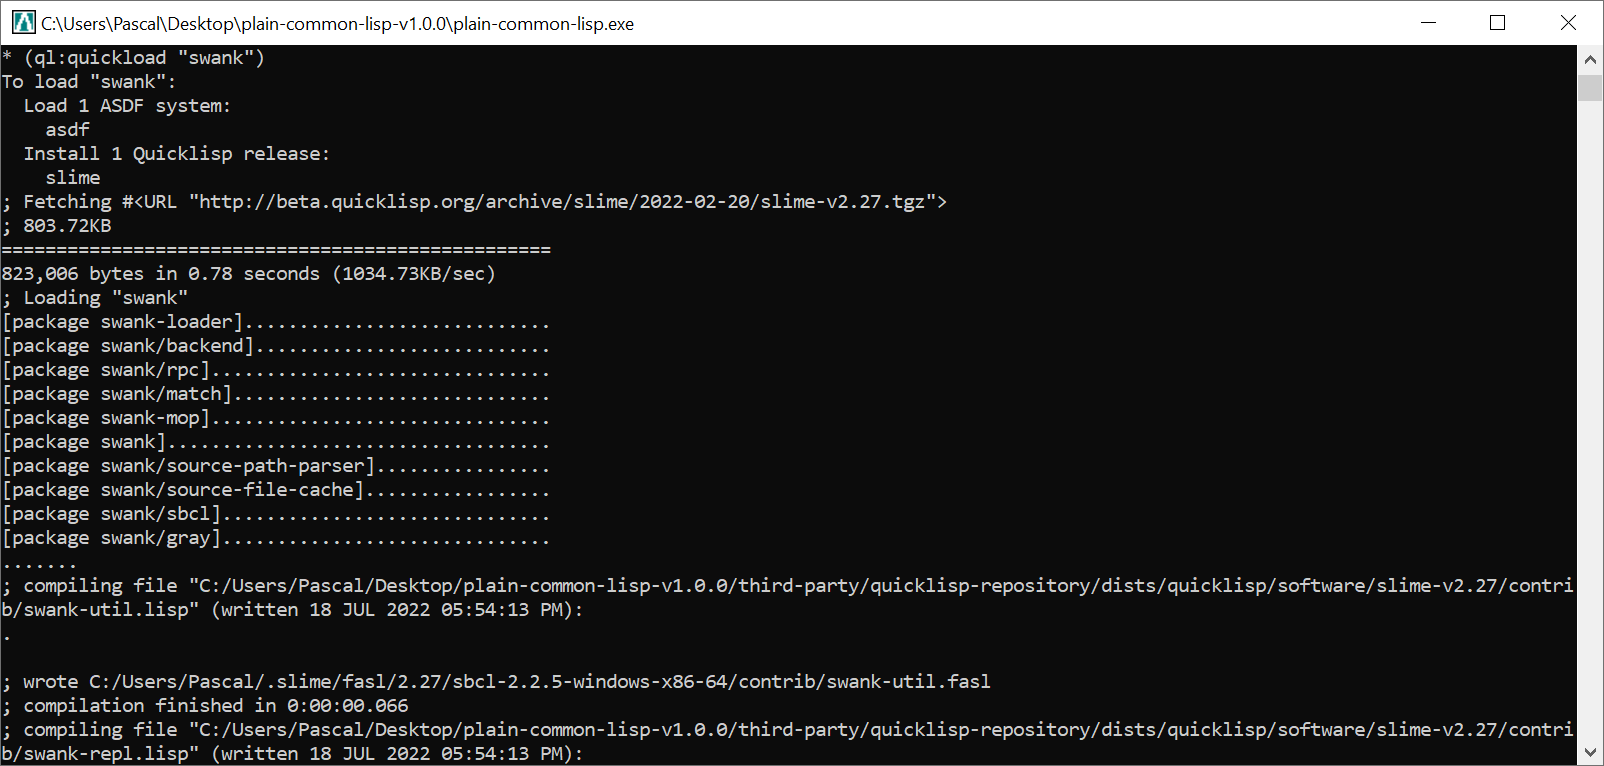 C:\Users\Pascal\Desktop\plain-common-lisp-v1.0.0\plain-common-lisp.exe
* (ql:quickload "swank")
To load "swank":
  Load 1 ASDF system:
    asdf
  Install 1 Quicklisp release:
    slime
; Fetching #<URL "http://beta.quicklisp.org/archive/slime/2022-02-20/slime-v2.27.tgz">
; 803.72KB
==================================================
823,006 bytes in 0.78 seconds (1034.73KB/sec)
; Loading "swank"
[package swank-loader]............................
[package swank/backend]...........................
[package swank/rpc]...............................
[package swank/match].............................
[package swank-mop]...............................
[package swank]...................................
[package swank/source-path-parser]................
[package swank/source-file-cache].................
[package swank/sbcl]..............................
[package swank/gray]..............................
.......
; compiling file "C:/Users/Pascal/Desktop/plain-common-lisp-v1.0.0/third-party/quicklisp-repository/dists/quicklisp/software/slime-v2.27/contri
b/swank-util.lisp" (written 18 JUL 2022 05:54:13 PM):
.
; wrote C:/Users/Pascal/.slime/fasl/2.27/sbcl-2.2.5-windows-x86-64/contrib/swank-util.fasl
; compilation finished in 0:00:00.066
; compiling file "C:/Users/Pascal/Desktop/plain-common-lisp-v1.0.0/third-party/quicklisp-repository/dists/quicklisp/software/slime-v2.27/contri
b/swank-repl.lisp" (written 18 JUL 2022 05:54:13 PM):